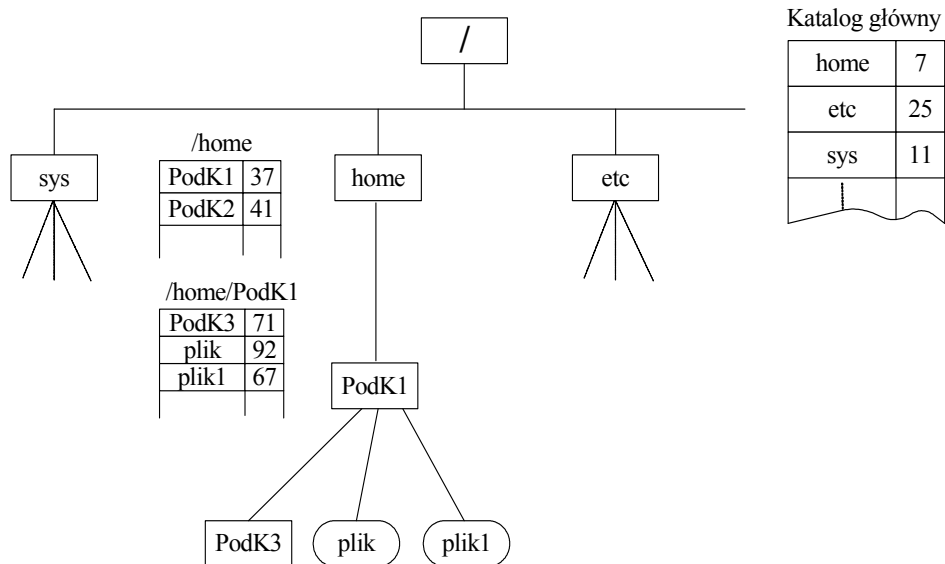 /
Katalog główny
home 7
etc 25
sys 11
sys
/home
PodK1 37
PodK2 41
home
etc
/home/PodK1
PodK3 71
plik 92
plik1 67
PodK1
PodK3
plik
plik1